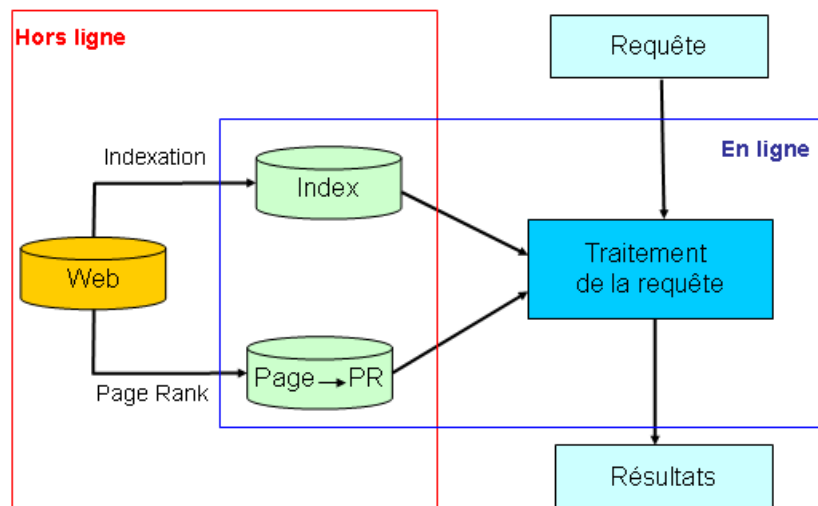 Hors ligne
Requête
En ligne
Indexation
Index
Web
Traitement
de la requête
Page → PR
Page Rank
Résultats